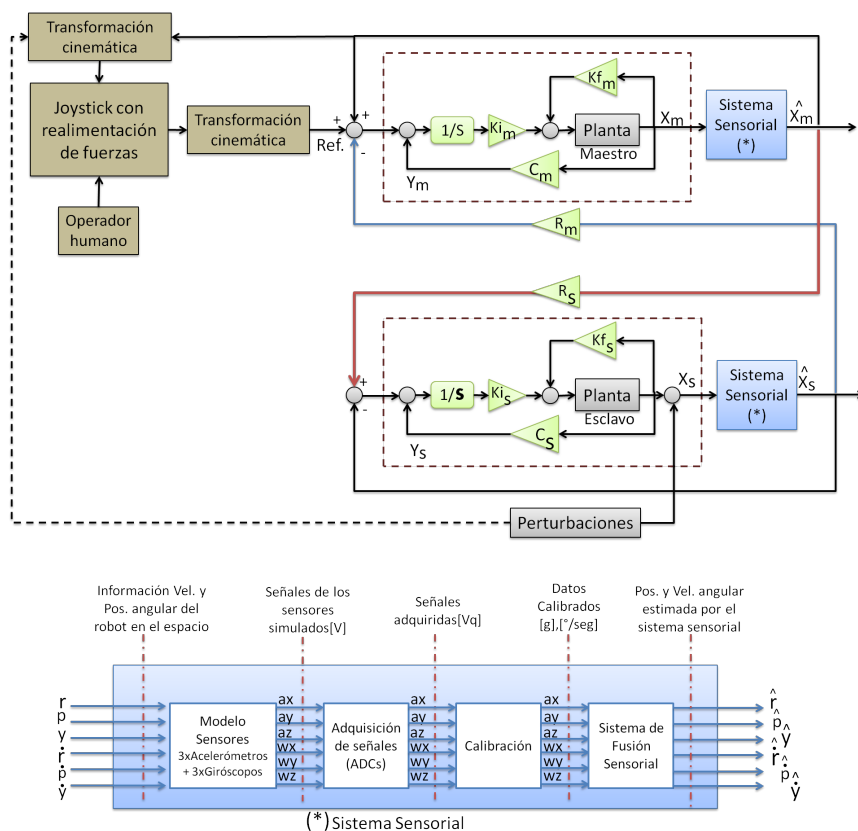 Transformación
cinemática
Joystick con
realimentación
de fuerzas
Operador
humano
Transformación
cinemática
+
+
-
Ref.
1/S
Ki m
Kf m
Planta
Maestro
C m
Y m
X m
Sistema
Sensorial
(*)
X̂ m
R m
R s
+
-
1/S
Ki s
Kf s
Planta
Esclavo
C s
Y s
X s
Sistema
Sensorial
(*)
X̂ s
Perturbaciones
Información Vel. y
Pos. angular del
robot en el espacio
Señales de los
sensores
simulados[V]
Señales
adquiridas[Vq]
Datos
Calibrados
[g],[°/seg]
Pos. y Vel. angular
estimada por el
sistema sensorial
r
p
y
ṙ
ṗ
ẏ
Modelo
Sensores
3xAcelerómetros
+ 3xGiróscopos
ax
ay
az
wx
wy
wz
Adquisición
de señales
(ADCs)
ax
ay
az
wx
wy
wz
Calibración
ax
ay
az
wx
wy
wz
Sistema de
Fusión
Sensorial
r̂
p̂
ŷ
ṙ̂
ṗ̂
ẏ̂
(*) Sistema Sensorial